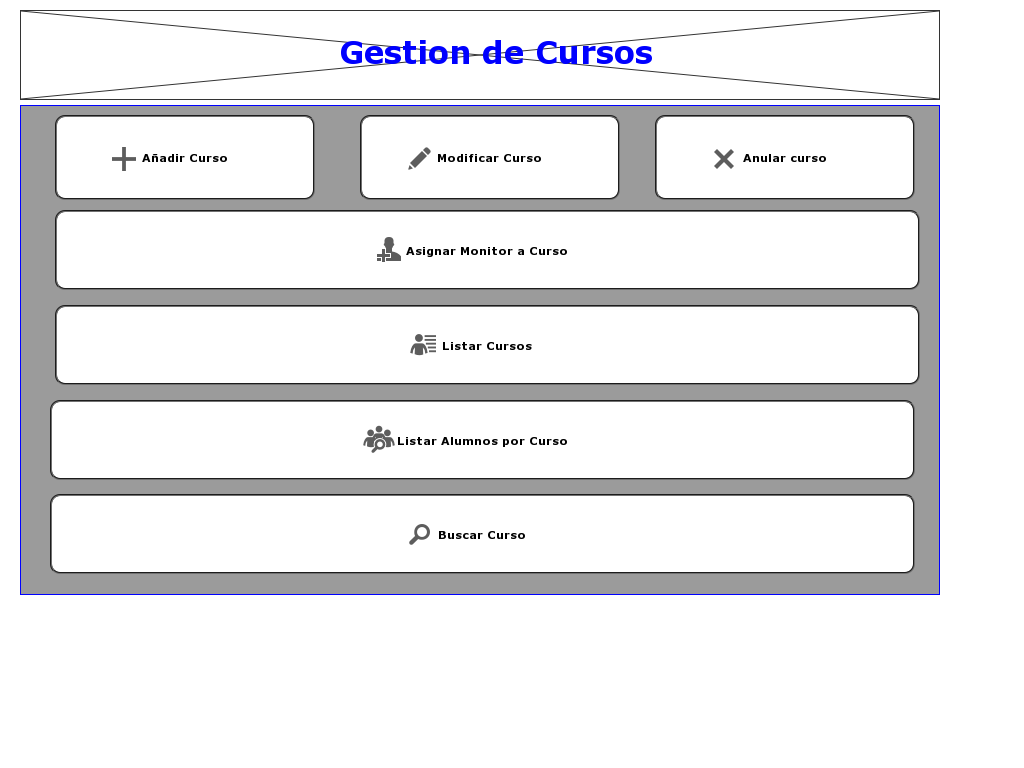 Gestion de Cursos
Añadir Curso
Modificar Curso
Anular curso
Asignar Monitor a Curso
Listar Cursos
Listar Alumnos por Curso
Buscar Curso